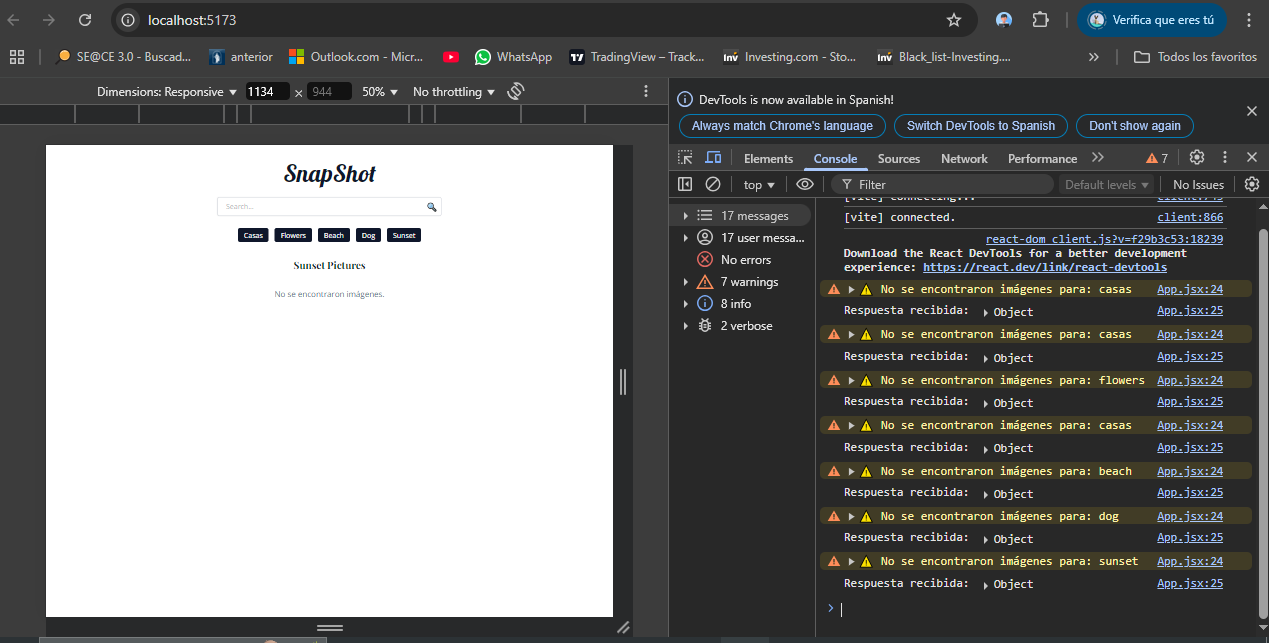 localhost:5173
Verifica que eres tú
SE@CE 3.0 - Buscad...
anterior
Outlook.com - Micr...
WhatsApp
TradingView – Track...
Investing.com - Sto...
Black_list-Investing....
»
Todos los favoritos
Dimensions: Responsive
1134
×
944
50%
No throttling
SnapShot
Search...
Casas
Flowers
Beach
Dog
Sunset
Sunset Pictures
No se encontraron imágenes.
DevTools is now available in Spanish!
Always match Chrome's language
Switch DevTools to Spanish
Don't show again
Elements
Console
Sources
Network
Performance
7
top
Filter
Default levels
No Issues
17 messages
17 user messa...
No errors
7 warnings
8 info
2 verbose
[vite] connecting... client:743
[vite] connected. client:866
react-dom_client.js?v=f29b3c53:18239
Download the React DevTools for a better development
experience: https://react.dev/link/react-devtools
No se encontraron imágenes para: casas App.jsx:24
Respuesta recibida: Object App.jsx:25
No se encontraron imágenes para: casas App.jsx:24
Respuesta recibida: Object App.jsx:25
No se encontraron imágenes para: flowers App.jsx:24
Respuesta recibida: Object App.jsx:25
No se encontraron imágenes para: casas App.jsx:24
Respuesta recibida: Object App.jsx:25
No se encontraron imágenes para: beach App.jsx:24
Respuesta recibida: Object App.jsx:25
No se encontraron imágenes para: dog App.jsx:24
Respuesta recibida: Object App.jsx:25
No se encontraron imágenes para: sunset App.jsx:24
Respuesta recibida: Object App.jsx:25